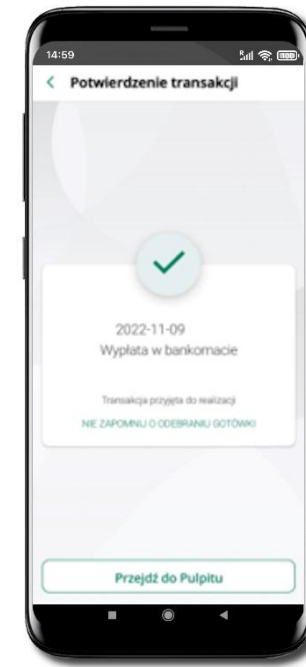 14:59
Potwierdzenie transakcji
2022-11-09
Wypłata w bankomacie
Transakcja przyjęta do realizacji
NIE ZAPOMNIJ O ODEBRANIU GOTÓWKI
Przejdź do Pulpitu